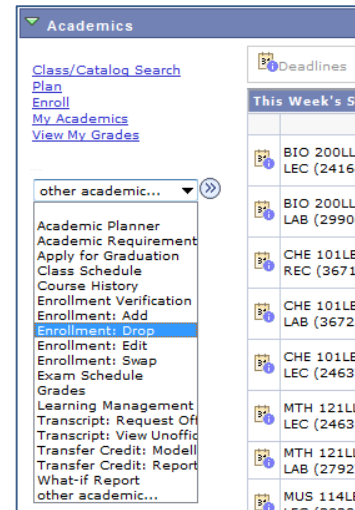 Academics
Class/Catalog Search
Plan
Enroll
My Academics
View My Grades
other academic...
Academic Planner
Academic Requirement
Apply for Graduation
Class Schedule
Course History
Enrollment Verification
Enrollment: Add
Enrollment: Drop
Enrollment: Edit
Enrollment: Swap
Exam Schedule
Grades
Learning Management
Transcript: Request Off
Transcript: View Unoffic
Transfer Credit: Modell
Transfer Credit: Report
What-if Report
other academic...
Deadlines
This Week's S
BIO 200LL
LEC (2416
BIO 200LL
LAB (2990
CHE 101LE
REC (3671
CHE 101LE
LAB (3672
CHE 101LE
LEC (2463
MTH 121LL
LEC (2463
MTH 121LL
LAB (2792
MUS 114LE